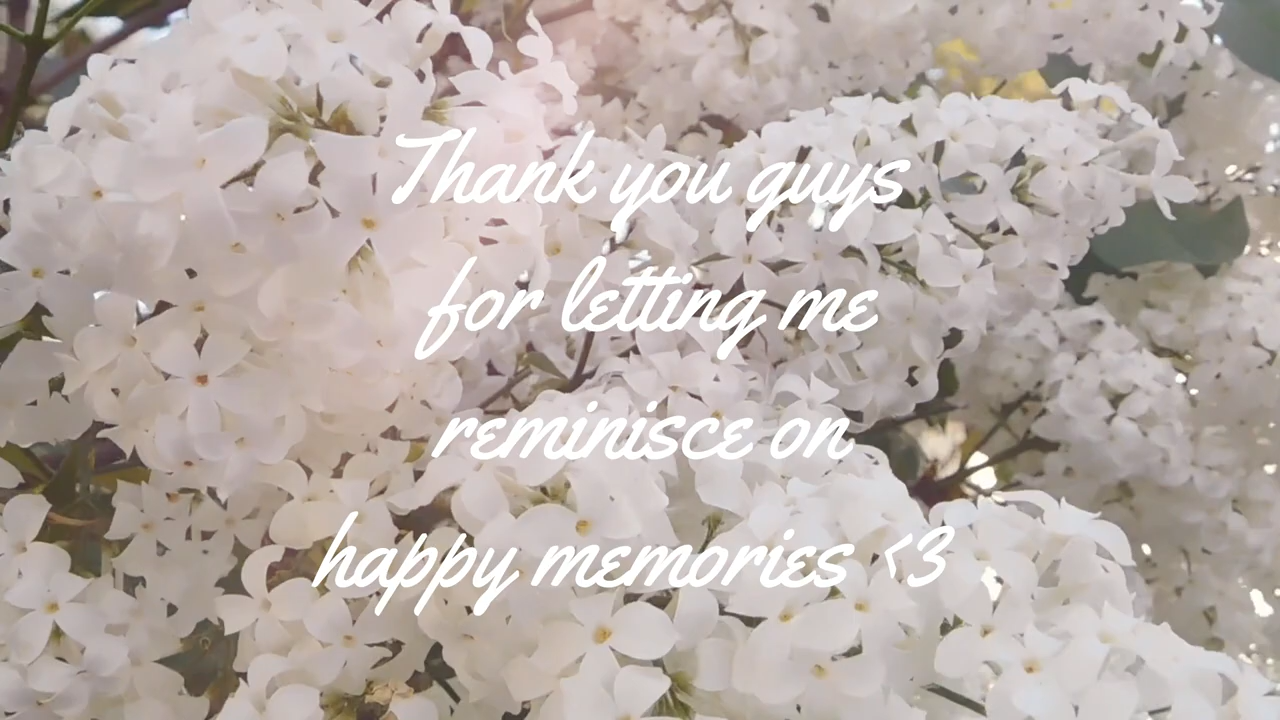 Thank you guys
for letting me
reminisce on
happy memories <3